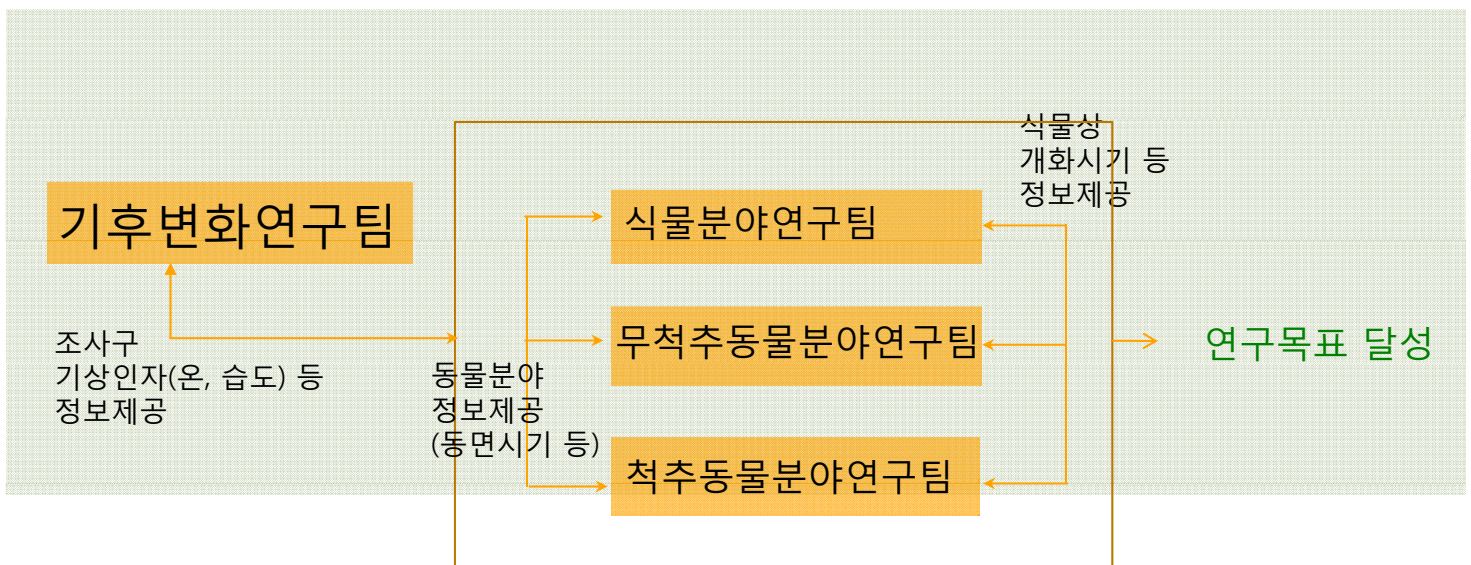 식물상
개화시기 등
정보제공
기후변화연구팀
식물분야연구팀
조사구
기상인자(온, 습도) 등
정보제공
무척추동물분야연구팀
연구목표 달성
동물분야
정보제공
(동면시기 등)
척추동물분야연구팀